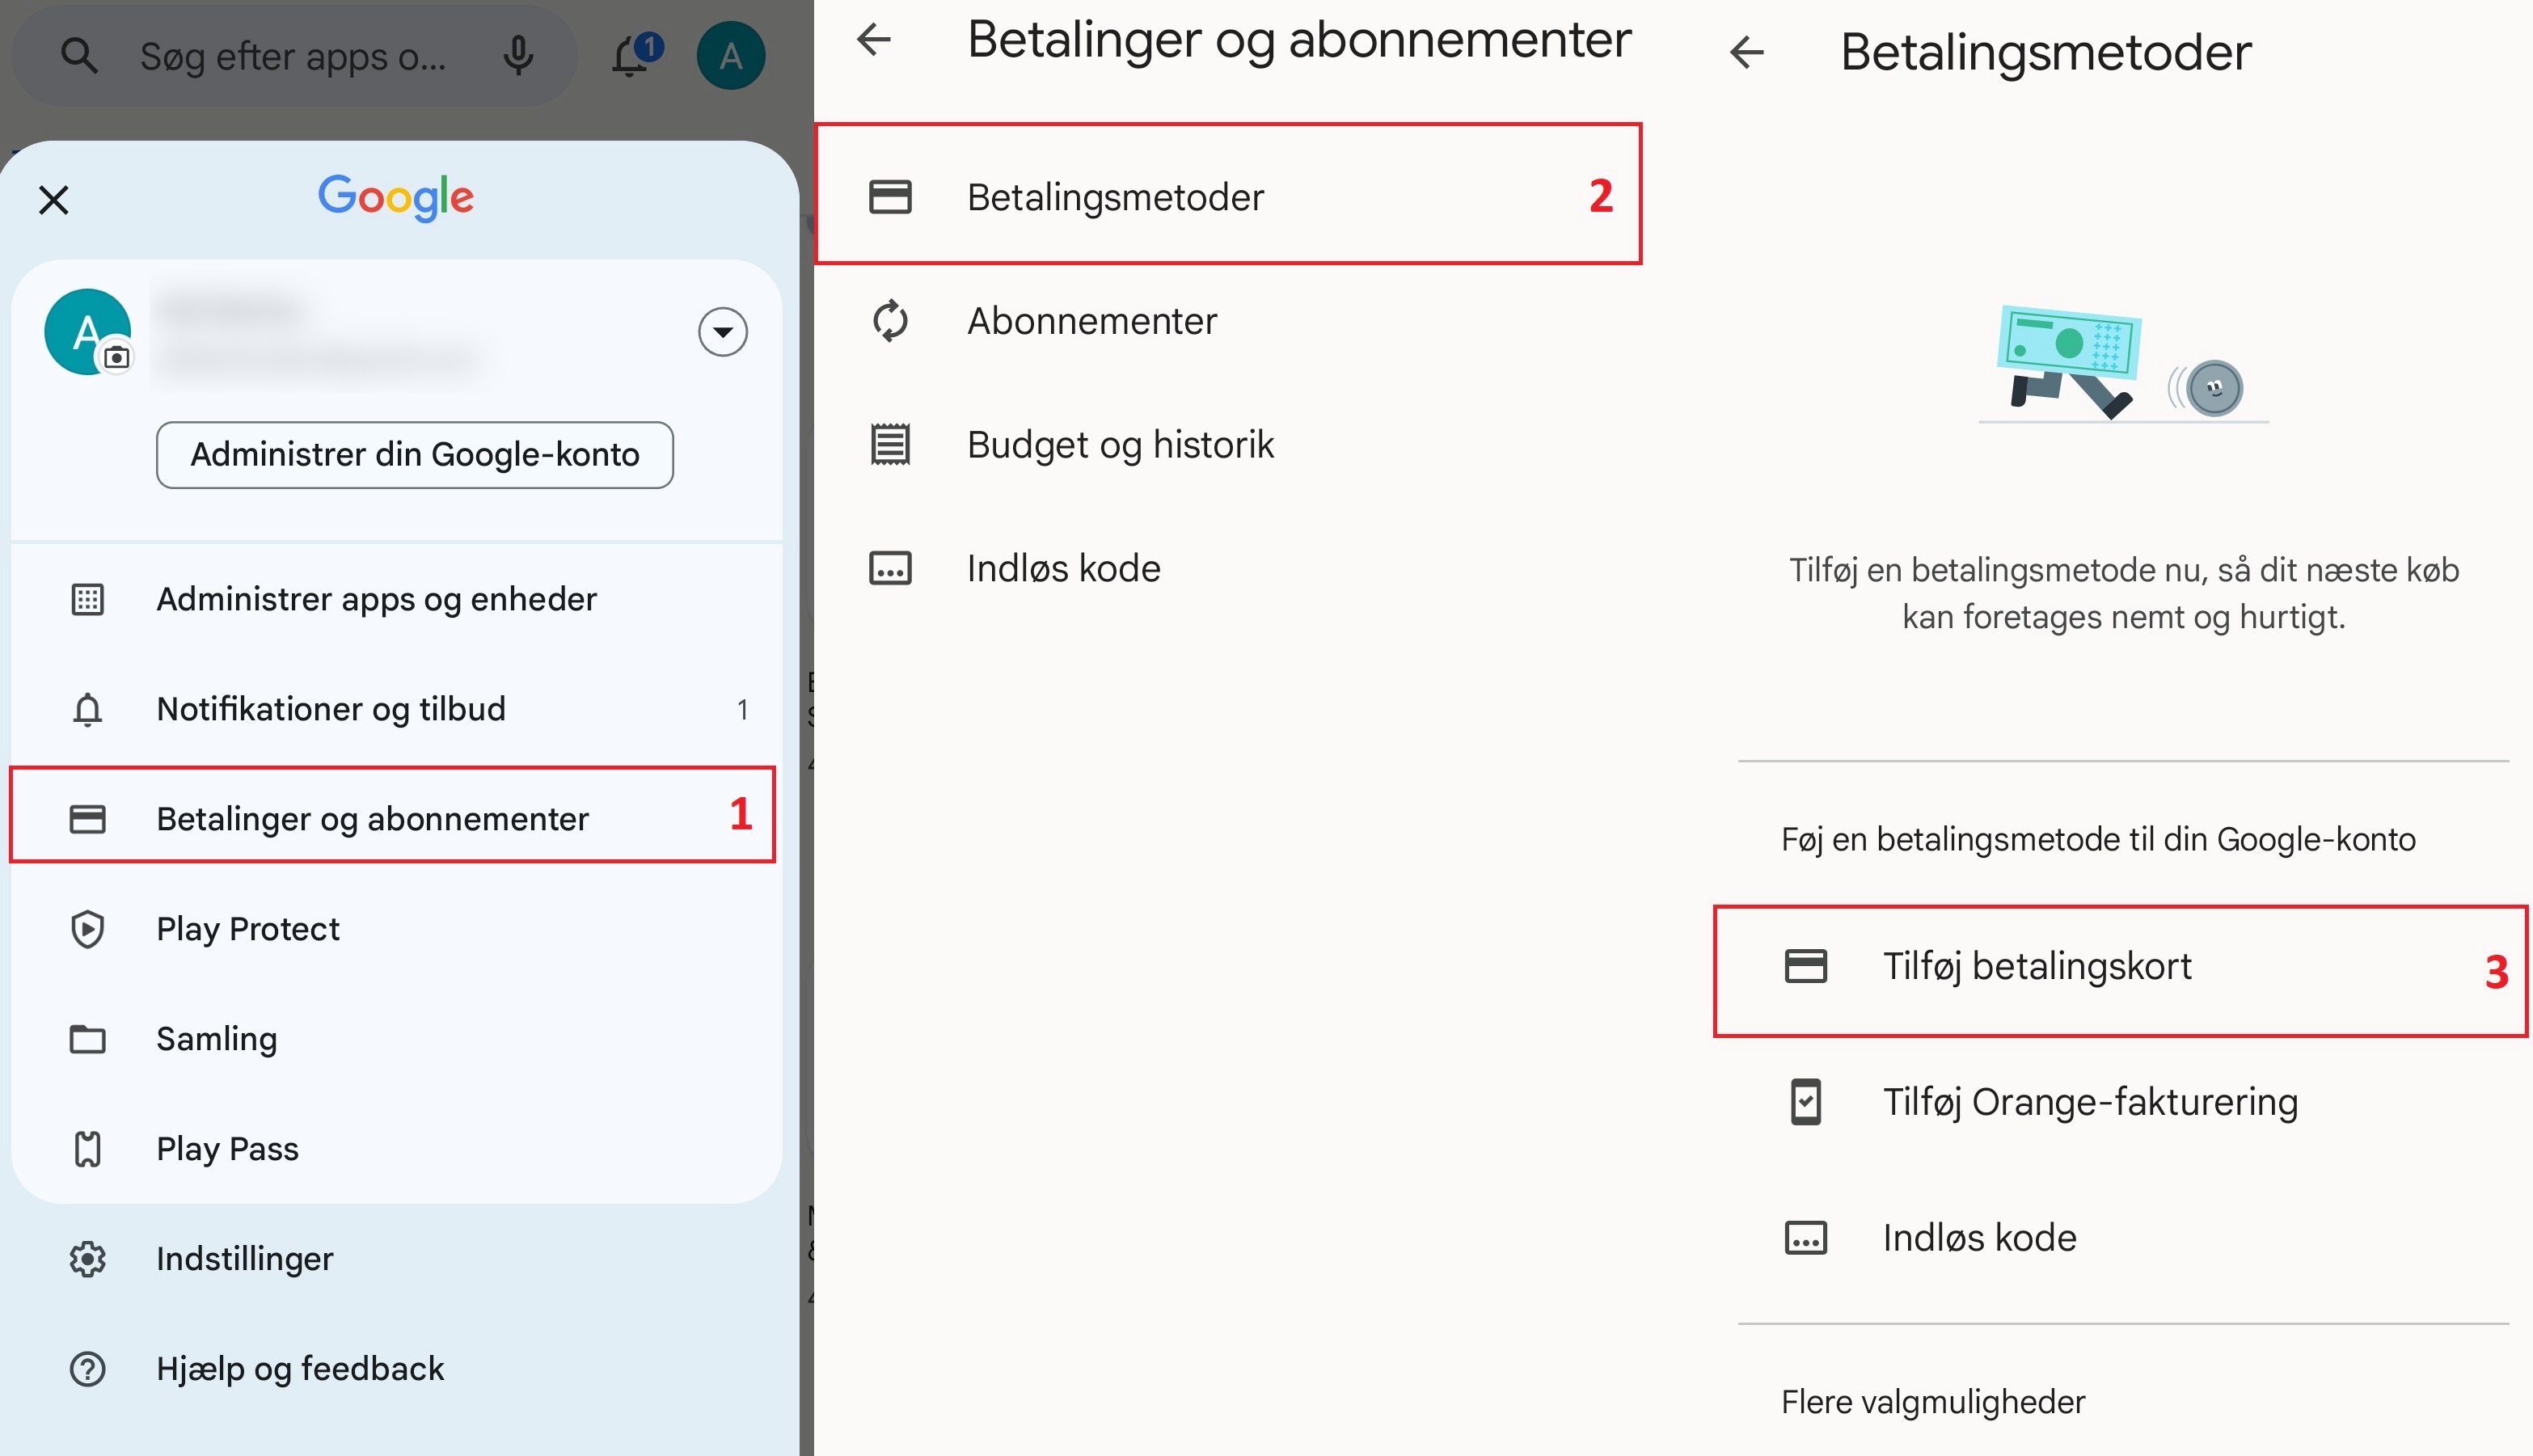 Søg efter apps o...
1
A
Google
A
Administrer din Google-konto
Administrer apps og enheder
Notifikationer og tilbud
1
Betalinger og abonnementer
1
Play Protect
Samling
Play Pass
Indstillinger
Hjælp og feedback
Betalinger og abonnementer
Betalingsmetoder
2
Abonnementer
Budget og historik
Indløs kode
Betalingsmetoder
Tilføj en betalingsmetode nu, så dit næste køb
kan foretages nemt og hurtigt.
Føj en betalingsmetode til din Google-konto
Tilføj betalingskort
3
Tilføj Orange-fakturering
Indløs kode
Flere valgmuligheder